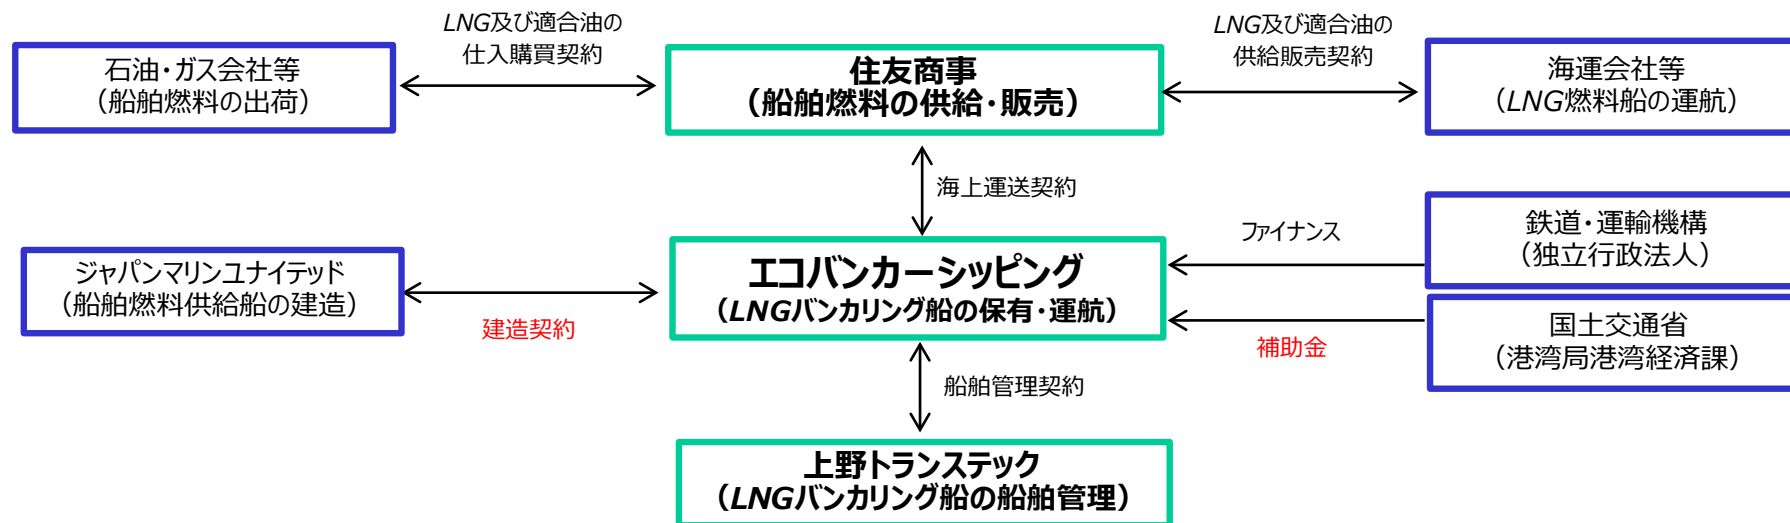 LNG及び適合油の
仕入購買契約
LNG及び適合油の
供給販売契約
石油・ガス会社等
（船舶燃料の出荷）
住友商事
（船舶燃料の供給・販売）
海運会社等
（LNG燃料船の運航）
海上運送契約
ジャパンマリンユナイテッド
（船舶燃料供給船の建造）
建造契約
エコバンカーシッピング
（LNGバンカリング船の保有・運航）
ファイナンス
鉄道・運輸機構
（独立行政法人）
補助金
国土交通省
（港湾局港湾経済課）
船舶管理契約
上野トランステック
（LNGバンカリング船の船舶管理）